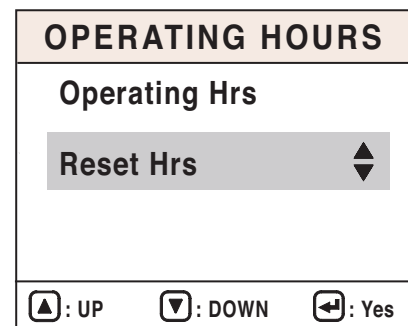 OPERATING HOURS
Operating Hrs
Reset Hrs
: UP : DOWN : Yes